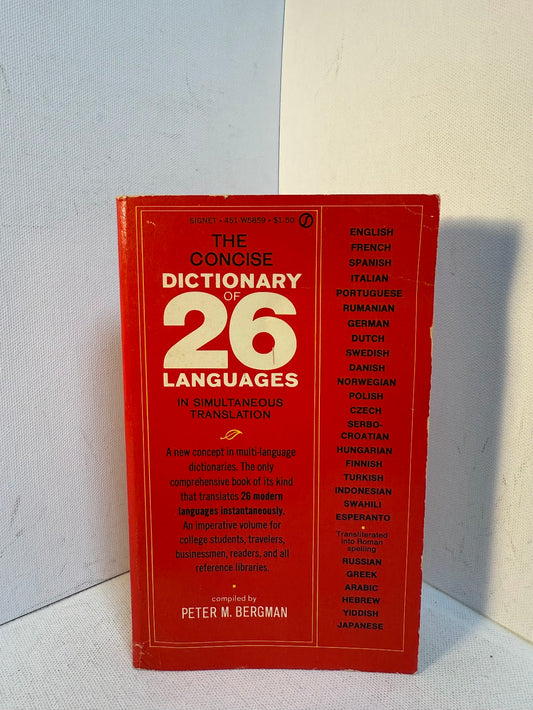 SIGNET • 451-W5859 • $1.50
THE
CONCISE
DICTIONARY
OF
26
LANGUAGES
IN SIMULTANEOUS
TRANSLATION
A new concept in multi-language
dictionaries. The only
comprehensive book of its kind
that translates 26 modern
languages instantaneously.
An imperative volume for
college students, travelers,
businessmen, readers, and all
reference libraries.
compiled by
PETER M. BERGMAN
ENGLISH
FRENCH
SPANISH
ITALIAN
PORTUGUESE
RUMANIAN
GERMAN
DUTCH
SWEDISH
DANISH
NORWEGIAN
POLISH
CZECH
SERBO-
CROATIAN
HUNGARIAN
FINNISH
TURKISH
INDONESIAN
SWAHILI
ESPERANTO
Transliterated
into Roman
spelling
RUSSIAN
GREEK
ARABIC
HEBREW
YIDDISH
JAPANESE